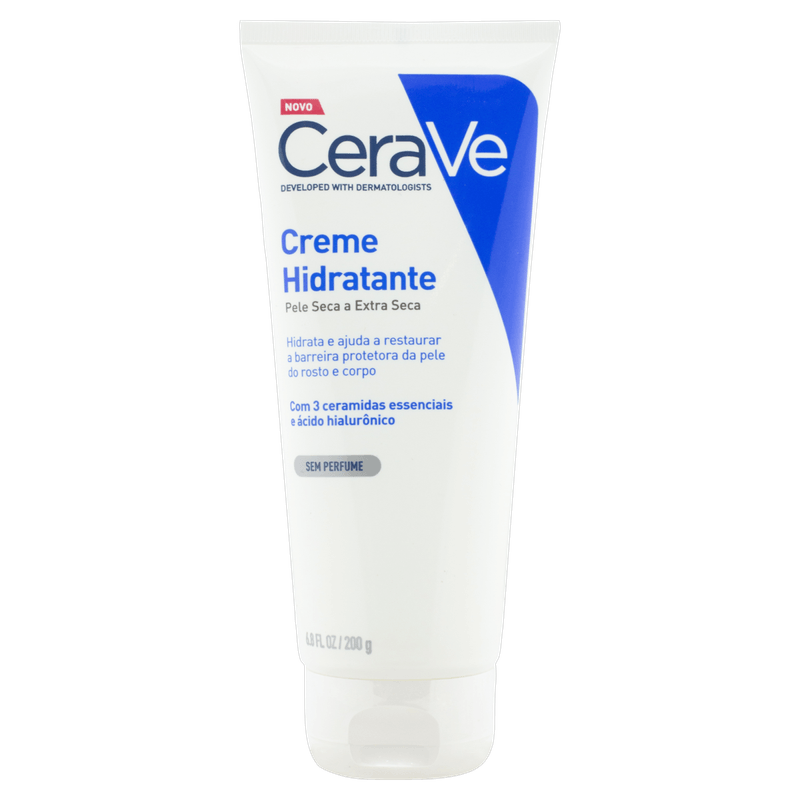 NOVO
CeraVe
DEVELOPED WITH DERMATOLOGISTS
Creme
Hidratante
Pele Seca a Extra Seca
Hidrata e ajuda a restaurar
a barreira protetora da pele
do rosto e corpo
Com 3 ceramidas essenciais
e ácido hialurônico
SEM PERFUME
6.8 FL OZ / 200 g